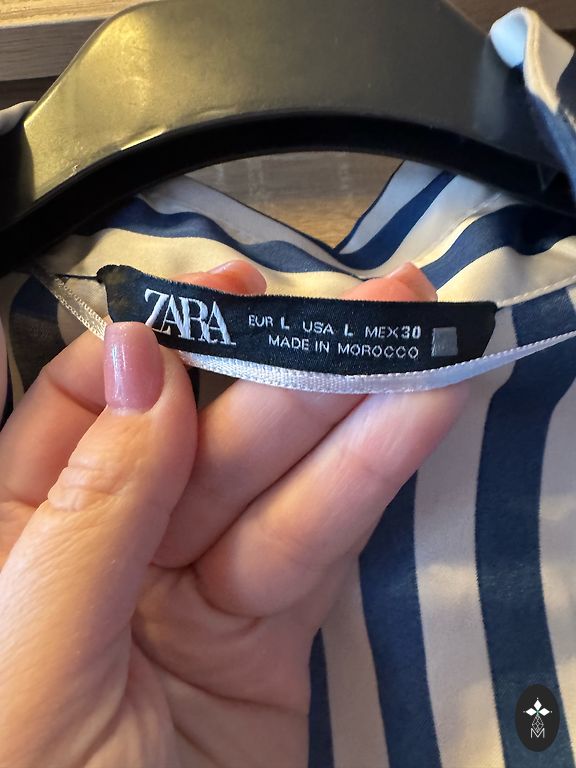 ZARA
EUR L USA L MEX 30
MADE IN MOROCCO
M